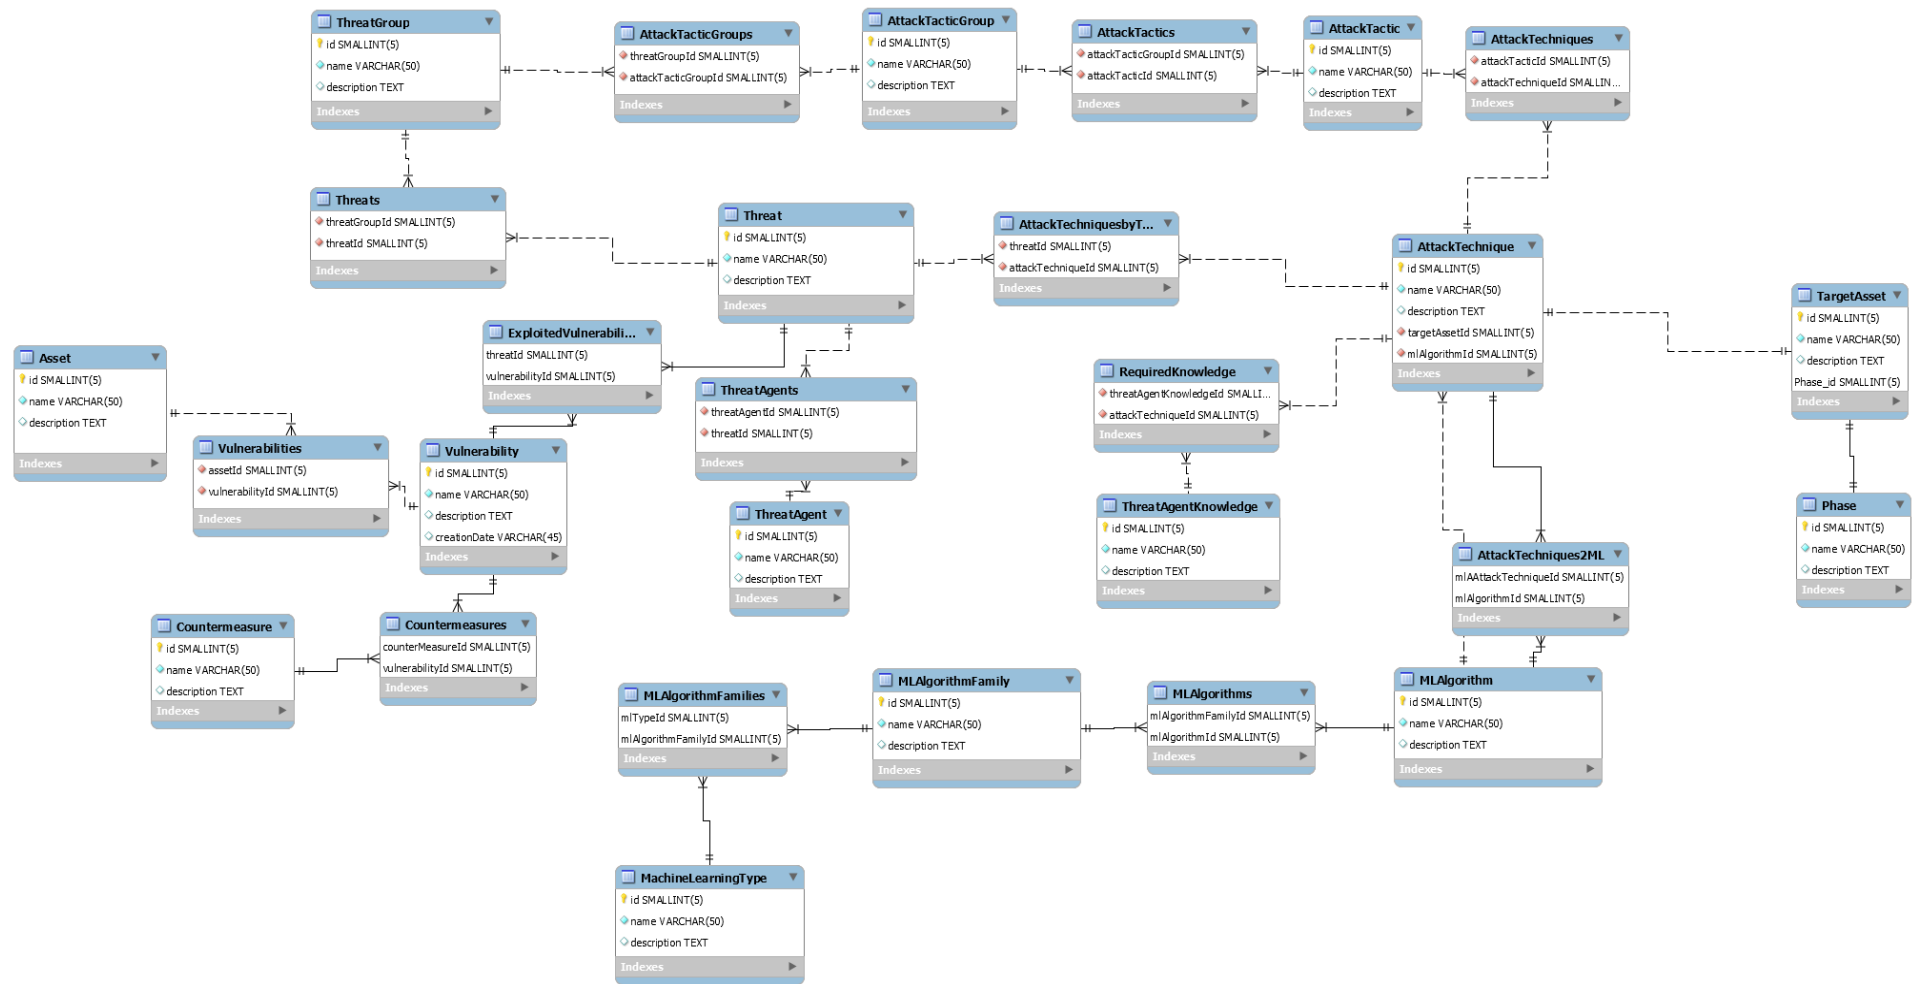 ThreatGroup
id SMALLINT(5)
name VARCHAR(50)
description TEXT
Indexes
AttackTacticGroups
threatGroupId SMALLINT(5)
attackTacticGroupId SMALLINT(5)
Indexes
AttackTacticGroup
id SMALLINT(5)
name VARCHAR(50)
description TEXT
Indexes
AttackTactics
attackTacticGroupId SMALLINT(5)
attackTacticId SMALLINT(5)
Indexes
AttackTactic
id SMALLINT(5)
name VARCHAR(50)
description TEXT
Indexes
AttackTechniques
attackTacticId SMALLINT(5)
attackTechniqueId SMALLIN...
Indexes
Threats
threatGroupId SMALLINT(5)
threatId SMALLINT(5)
Indexes
Threat
id SMALLINT(5)
name VARCHAR(50)
description TEXT
Indexes
AttackTechniquesbyT...
threatId SMALLINT(5)
attackTechniqueId SMALLINT(5)
Indexes
AttackTechnique
id SMALLINT(5)
name VARCHAR(50)
description TEXT
targetAssetId SMALLINT(5)
mlAlgorithmId SMALLINT(5)
Indexes
TargetAsset
id SMALLINT(5)
name VARCHAR(50)
description TEXT
Phase_id SMALLINT(5)
Indexes
Asset
id SMALLINT(5)
name VARCHAR(50)
description TEXT
Indexes
ExploitedVulnerabili...
threatId SMALLINT(5)
vulnerabilityId SMALLINT(5)
Indexes
ThreatAgents
threatAgentId SMALLINT(5)
threatId SMALLINT(5)
Indexes
RequiredKnowledge
threatAgentKnowledgeId SMALLI...
attackTechniqueId SMALLINT(5)
Indexes
Vulnerabilities
assetId SMALLINT(5)
vulnerabilityId SMALLINT(5)
Indexes
Vulnerability
id SMALLINT(5)
name VARCHAR(50)
description TEXT
creationDate VARCHAR(45)
Indexes
ThreatAgent
id SMALLINT(5)
name VARCHAR(50)
description TEXT
Indexes
ThreatAgentKnowledge
id SMALLINT(5)
name VARCHAR(50)
description TEXT
Indexes
AttackTechniques2ML
mlAAttackTechniqueId SMALLINT(5)
mlAlgorithmId SMALLINT(5)
Indexes
Phase
id SMALLINT(5)
name VARCHAR(50)
description TEXT
Indexes
Countermeasure
id SMALLINT(5)
name VARCHAR(50)
description TEXT
Indexes
Countermeasures
counterMeasureId SMALLINT(5)
vulnerabilityId SMALLINT(5)
Indexes
MLAlgorithmFamilies
mlTypeId SMALLINT(5)
mlAlgorithmFamilyId SMALLINT(5)
Indexes
MLAlgorithmFamily
id SMALLINT(5)
name VARCHAR(50)
description TEXT
Indexes
MLAlgorithms
mlAlgorithmFamilyId SMALLINT(5)
mlAlgorithmId SMALLINT(5)
Indexes
MLAlgorithm
id SMALLINT(5)
name VARCHAR(50)
description TEXT
Indexes
MachineLearningType
id SMALLINT(5)
name VARCHAR(50)
description TEXT
Indexes